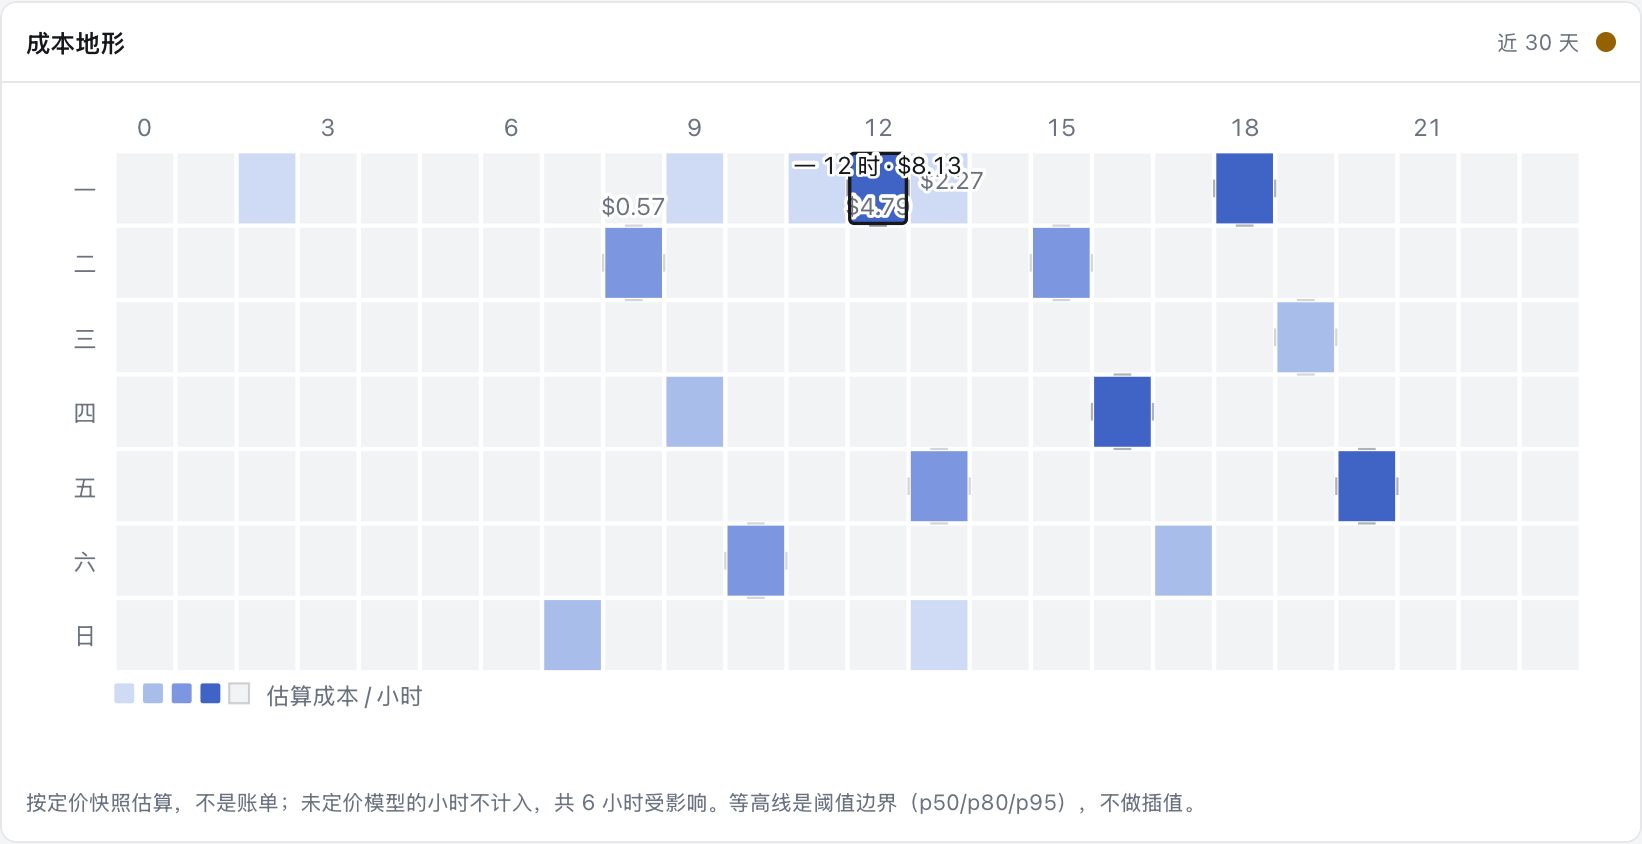 成本地形
近 30 天
0 3 6 9 12 15 18 21
一 12 时 · $8.13
$2.27
一
$0.57
$4.79
二
三
四
五
六
日
估算成本 / 小时
按定价快照估算，不是账单；未定价模型的小时不计入，共 6 小时受影响。等高线是阈值边界（p50/p80/p95），不做插值。